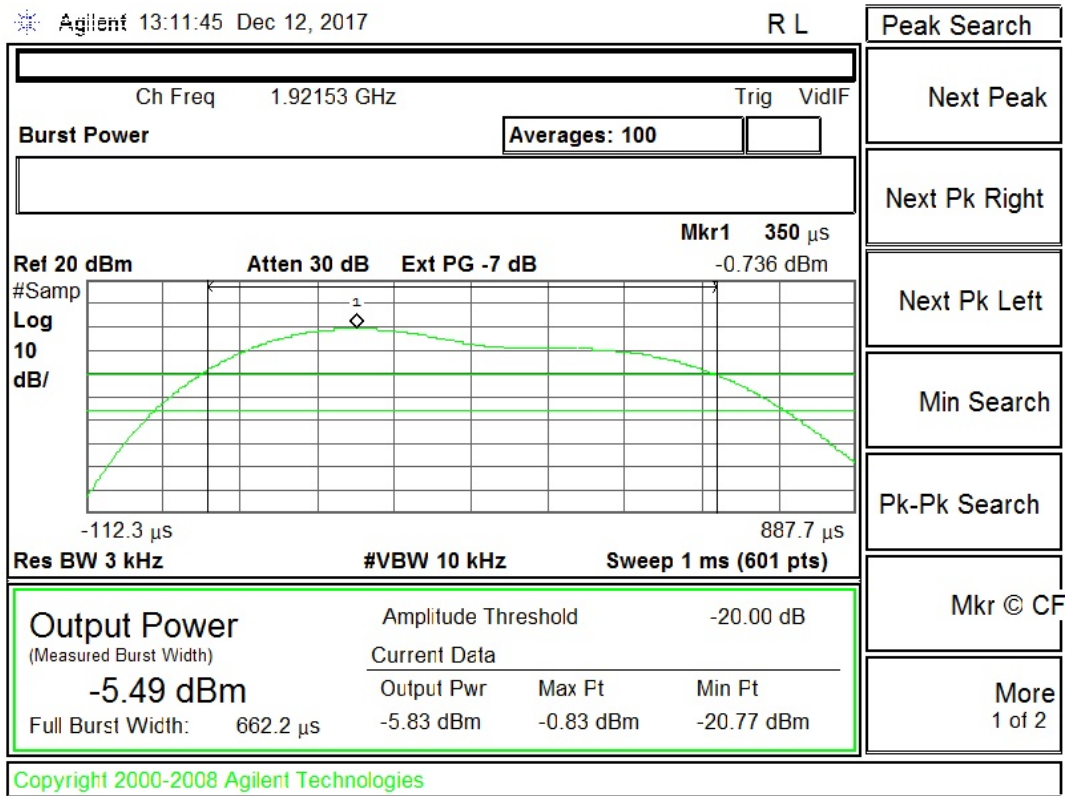 Agilent 13:11:45 Dec 12, 2017 R L
Peak Search
Ch Freq 1.92153 GHz Trig VidIF
Next Peak
Burst Power Averages: 100
Next Pk Right
Mkr1 350 µs
Ref 20 dBm Atten 30 dB Ext PG -7 dB -0.736 dBm
#Samp
Log
10
dB/
1
Next Pk Left
Min Search
Pk-Pk Search
-112.3 µs 887.7 µs
Res BW 3 kHz #VBW 10 kHz Sweep 1 ms (601 pts)
Mkr © CF
Output Power
(Measured Burst Width)
-5.49 dBm
Full Burst Width: 662.2 µs
Amplitude Threshold -20.00 dB
Current Data
Output Pwr Max Pt Min Pt
-5.83 dBm -0.83 dBm -20.77 dBm
More
1 of 2
Copyright 2000-2008 Agilent Technologies